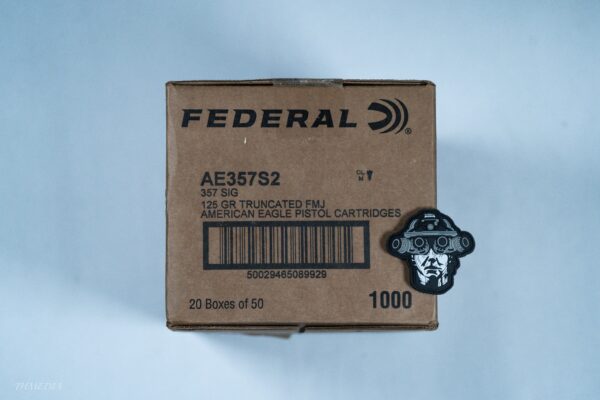 FEDERAL ®
AE357S2
357 SIG
125 GR TRUNCATED FMJ
AMERICAN EAGLE PISTOL CARTRIDGES
50029465089929
20 Boxes of 50
1000